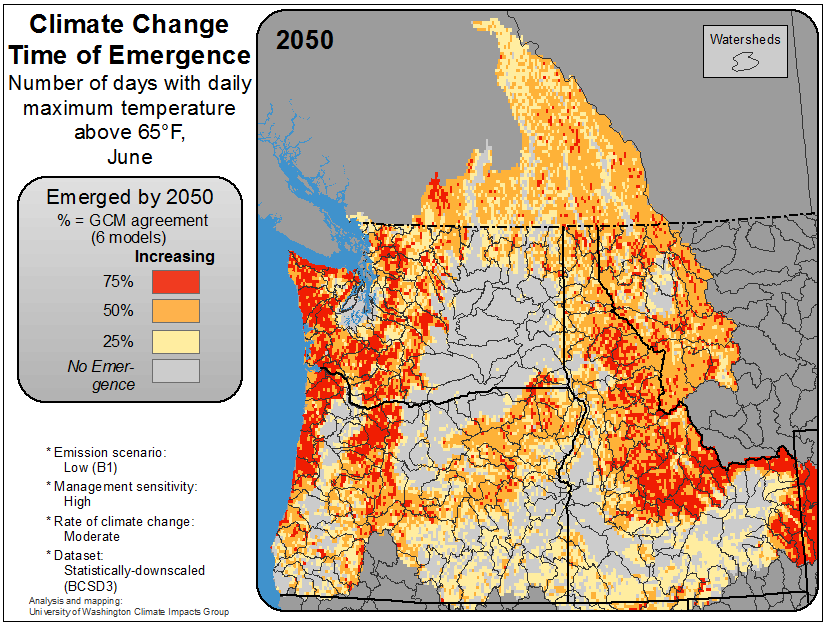 Climate Change
Time of Emergence
Number of days with daily
maximum temperature
above 65°F,
June
Emerged by 2050
% = GCM agreement
(6 models)
Increasing
75%
50%
25%
No Emer-
gence
* Emission scenario:
Low (B1)
* Management sensitivity:
High
* Rate of climate change:
Moderate
* Dataset:
Statistically-downscaled
(BCSD3)
Analysis and mapping:
University of Washington Climate Impacts Group
2050
Watersheds